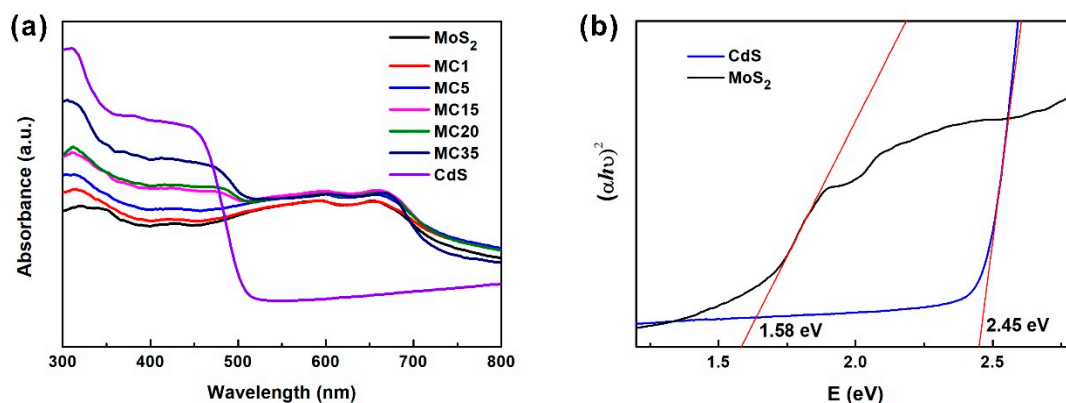 (a)
MoS₂
MC1
MC5
MC15
MC20
MC35
CdS
Absorbance (a.u.)
300 400 500 600 700 800
Wavelength (nm)
(b)
CdS
MoS₂
(αhυ)²
1.58 eV
2.45 eV
1.5 2.0 2.5
E (eV)